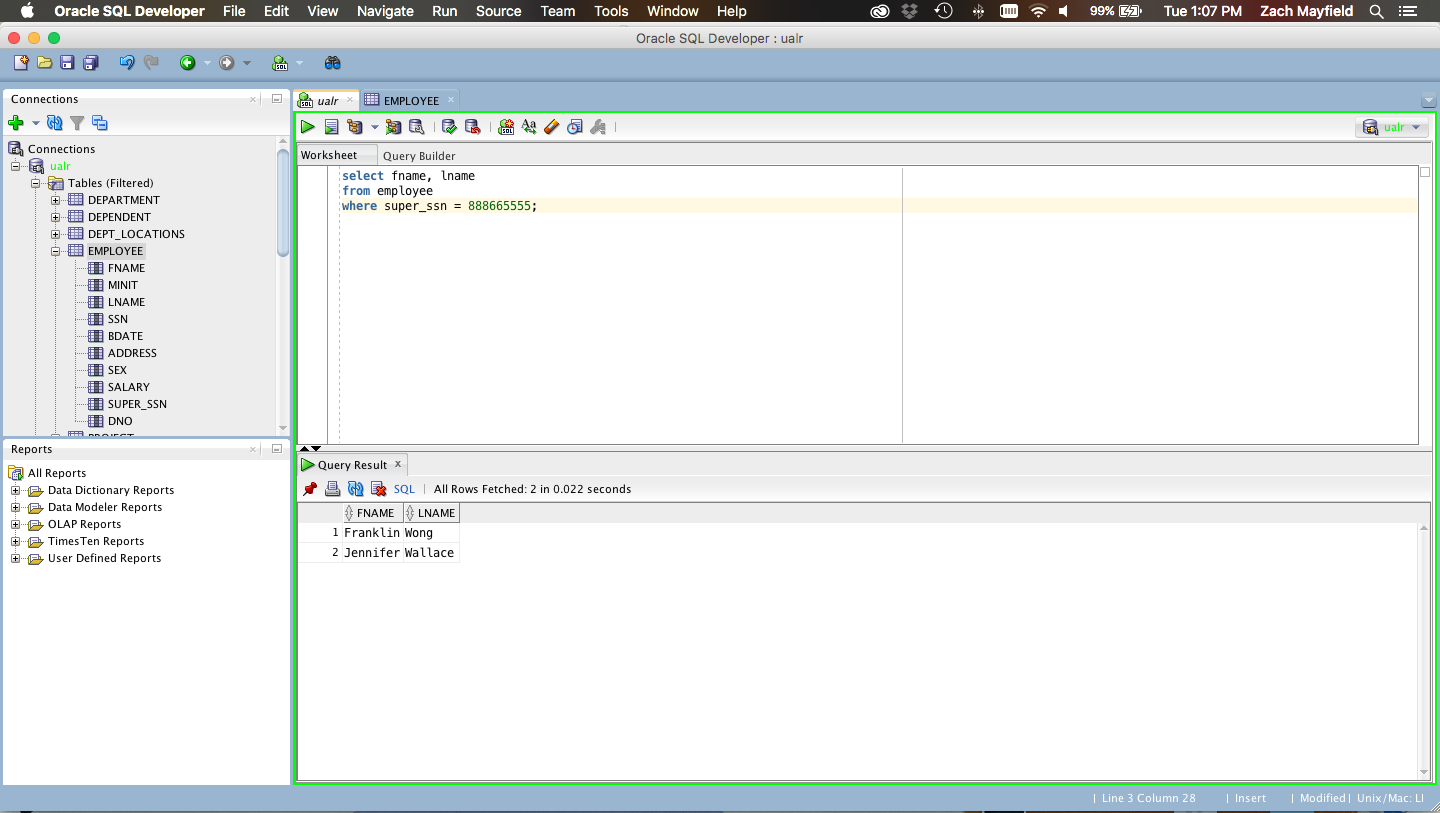 Oracle SQL Developer File Edit View Navigate Run Source Team Tools Window Help 99% Tue 1:07 PM Zach Mayfield
Oracle SQL Developer : ualr
Connections
Connections
ualr
Tables (Filtered)
DEPARTMENT
DEPENDENT
DEPT_LOCATIONS
EMPLOYEE
FNAME
MINIT
LNAME
SSN
BDATE
ADDRESS
SEX
SALARY
SUPER_SSN
DNO
PROJECT
Reports
All Reports
Data Dictionary Reports
Data Modeler Reports
OLAP Reports
TimesTen Reports
User Defined Reports
ualr EMPLOYEE
ualr
Worksheet Query Builder
select fname, lname
from employee
where super_ssn = 888665555;
Query Result
SQL All Rows Fetched: 2 in 0.022 seconds
FNAME LNAME
1 Franklin Wong
2 Jennifer Wallace
Line 3 Column 28 Insert Modified Unix/Mac: LI